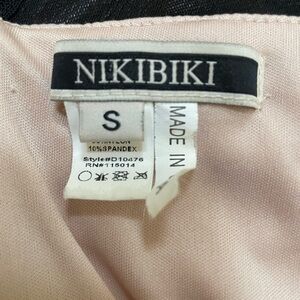 NIKIBIKI
S
MADE IN
10%SPANDEX
Style#D10476
RN#115014